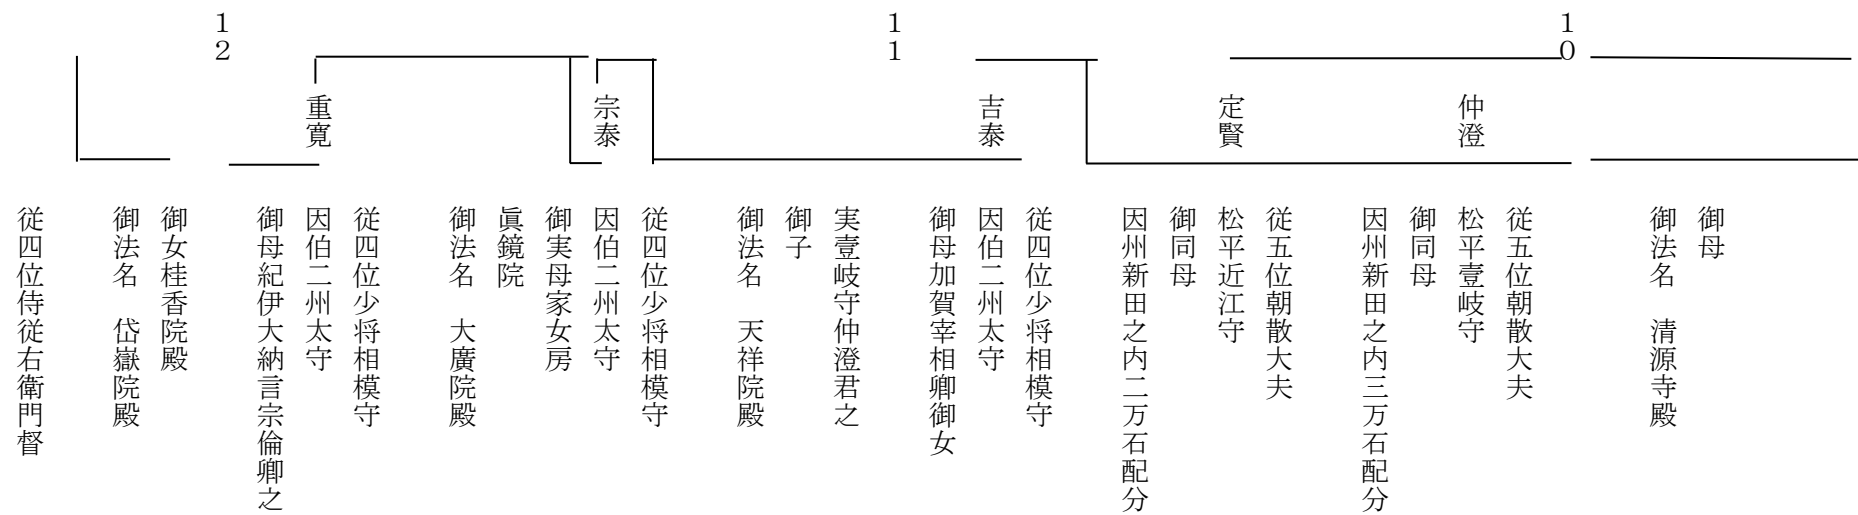 10
11
12
仲澄
定賢
吉泰
宗泰
重寛
御母
御法名 清源寺殿
従五位朝散大夫
松平壹岐守
御同母
因州新田之内三万石配分
従五位朝散大夫
松平近江守
御同母
因州新田之内二万石配分
従四位少将相模守
因伯二州太守
御母加賀宰相卿御女
実壹岐守仲澄君之
御子
御法名 天祥院殿
従四位少将相模守
因伯二州太守
御実母家女房
眞鏡院
御法名 大廣院殿
従四位少将相模守
因伯二州太守
御母紀伊大納言宗倫卿之
御女桂香院殿
御法名 岱嶽院殿
従四位侍従右衛門督